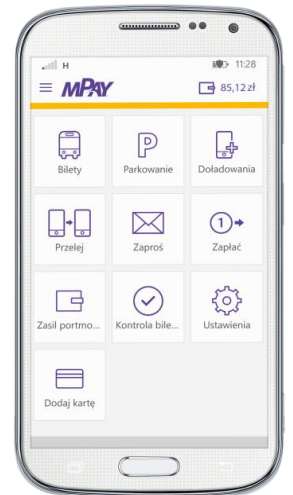 H 11:28
mPAY 85,12 zł
Bilety Parkowanie Doładowania
Przelej Zaproś 1 Zapłać
Zasil portmo... Kontrola bile... Ustawienia
Dodaj kartę